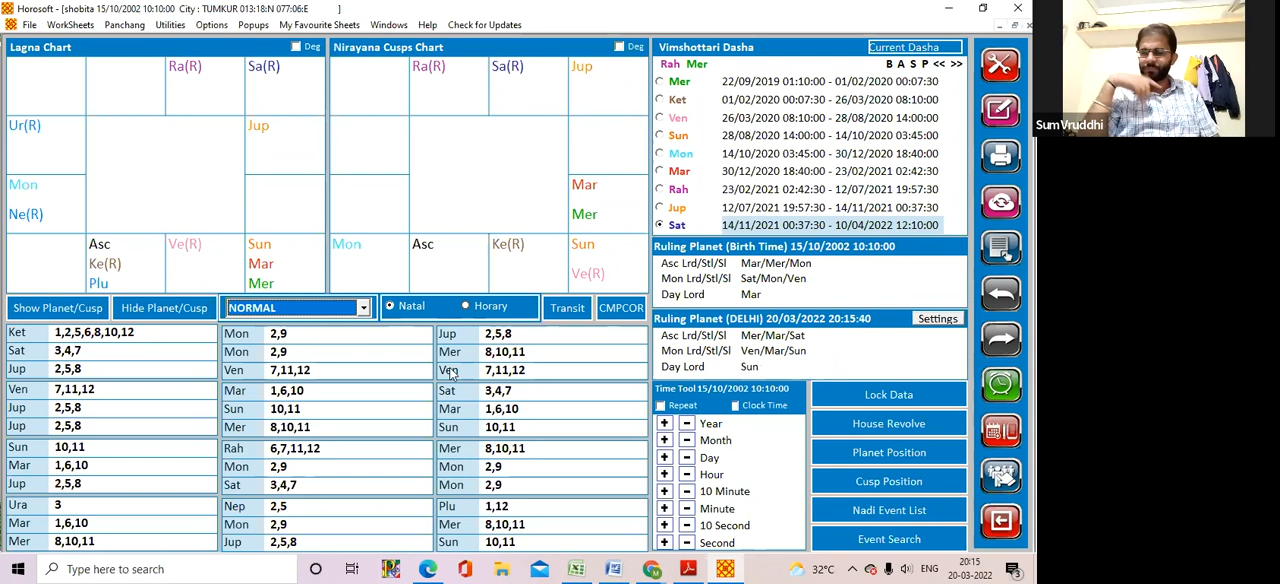 Horosoft - [shobita 15/10/2002 10:10:00 City : TUMKUR 013:18:N 077:06:E ]
File WorkSheets Panchang Utilities Options Popups My Favourite Sheets Windows Help Check for Updates
Lagna Chart Deg Nirayana Cusps Chart Deg Vimshottari Dasha Current Dasha
Rah Mer B A S P << >>
Ra(R) Sa(R) Ra(R) Sa(R) Jup
Mer 22/09/2019 01:10:00 - 01/02/2020 00:07:30
Ket 01/02/2020 00:07:30 - 26/03/2020 08:10:00
Ven 26/03/2020 08:10:00 - 28/08/2020 14:00:00
Sun 28/08/2020 14:00:00 - 14/10/2020 03:45:00
Mon 14/10/2020 03:45:00 - 30/12/2020 18:40:00
Mar 30/12/2020 18:40:00 - 23/02/2021 02:42:30
Rah 23/02/2021 02:42:30 - 12/07/2021 19:57:30
Jup 12/07/2021 19:57:30 - 14/11/2021 00:37:30
Sat 14/11/2021 00:37:30 - 10/04/2022 12:10:00
SumVruddhi
Ur(R) Jup
Mon Mar
Ne(R) Mer
Asc Ve(R) Sun Mon Asc Ke(R) Sun
Ke(R) Mar Ve(R)
Plu Mer
Ruling Planet (Birth Time) 15/10/2002 10:10:00
Asc Lrd/Stl/Sl Mar/Mer/Mon
Mon Lrd/Stl/Sl Sat/Mon/Ven
Day Lord Mar
Show Planet/Cusp Hide Planet/Cusp NORMAL Natal Horary Transit CMPCOR
Ruling Planet (DELHI) 20/03/2022 20:15:40 Settings
Asc Lrd/Stl/Sl Mer/Mar/Sat
Mon Lrd/Stl/Sl Ven/Mar/Sun
Day Lord Sun
Ket 1,2,5,6,8,10,12 Mon 2,9 Jup 2,5,8
Sat 3,4,7 Mon 2,9 Mer 8,10,11
Jup 2,5,8 Ven 7,11,12 Ven 7,11,12
Ven 7,11,12 Mar 1,6,10 Sat 3,4,7
Jup 2,5,8 Sun 10,11 Mar 1,6,10
Jup 2,5,8 Mer 8,10,11 Sun 10,11
Sun 10,11 Rah 6,7,11,12 Mer 8,10,11
Mar 1,6,10 Mon 2,9 Mon 2,9
Jup 2,5,8 Sat 3,4,7 Mon 2,9
Ura 3 Nep 2,5 Plu 1,12
Mar 1,6,10 Mon 2,9 Mer 8,10,11
Mer 8,10,11 Jup 2,5,8 Sun 10,11
Time Tool 15/10/2002 10:10:00
Repeat Clock Time
+ - Year
+ - Month
+ - Day
+ - Hour
+ - 10 Minute
+ - Minute
+ - 10 Second
+ - Second
Lock Data
House Revolve
Planet Position
Cusp Position
Nadi Event List
Event Search
Type here to search 32°C ENG 20:15
20-03-2022 3